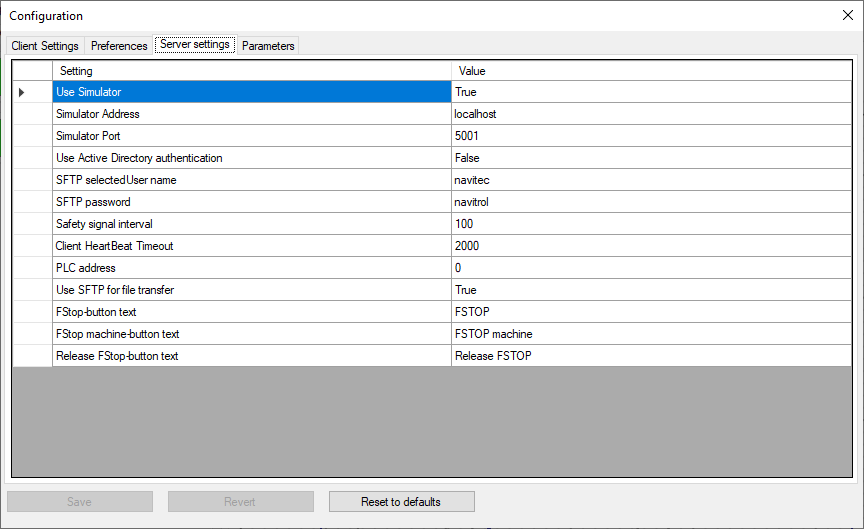 Configuration
Client Settings Preferences Server settings Parameters
Setting Value
Use Simulator True
Simulator Address localhost
Simulator Port 5001
Use Active Directory authentication False
SFTP selectedUser name navitec
SFTP password navitrol
Safety signal interval 100
Client HeartBeat Timeout 2000
PLC address 0
Use SFTP for file transfer True
FStop-button text FSTOP
FStop machine-button text FSTOP machine
Release FStop-button text Release FSTOP
Save Revert Reset to defaults